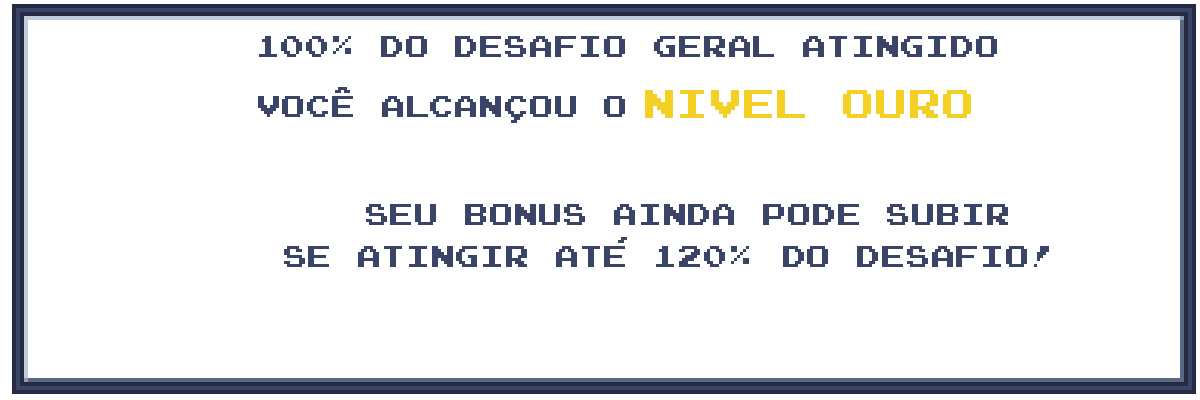 100% DO DESAFIO GERAL ATINGIDO
VOCÊ ALCANÇOU O NIVEL OURO
SEU BONUS AINDA PODE SUBIR
SE ATINGIR ATÉ 120% DO DESAFIO!